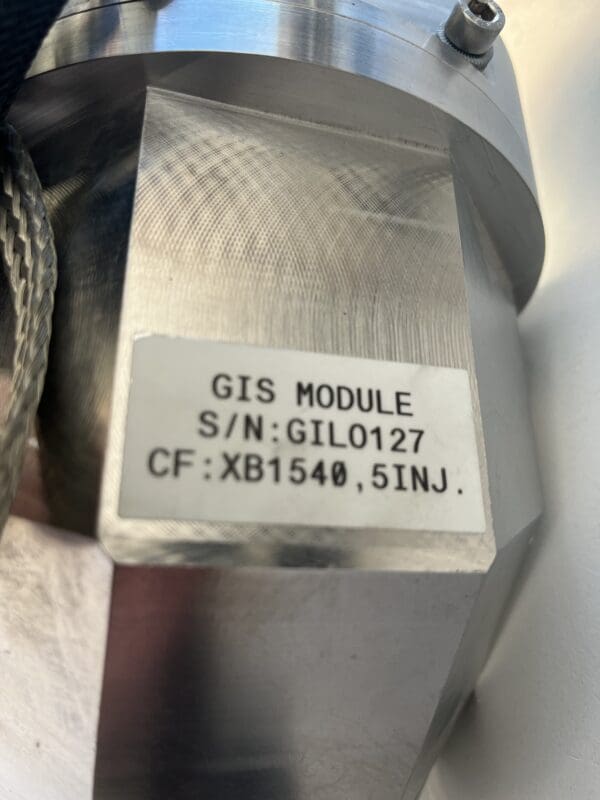 GIS MODULE
S/N:GIL0127
CF:XB1540,5INJ.